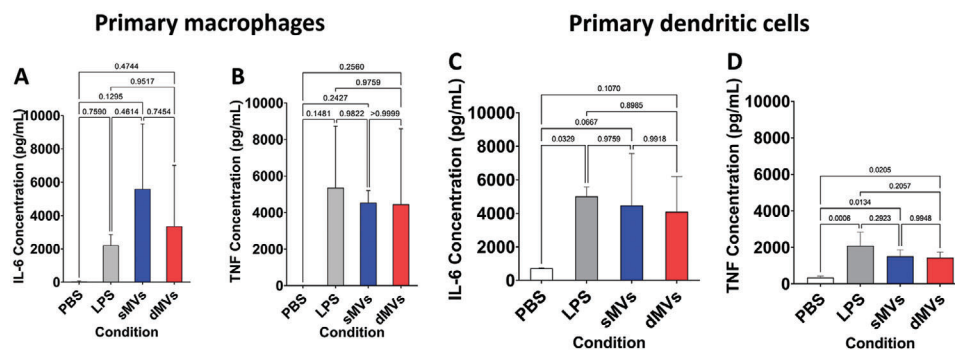 Primary macrophages
Primary dendritic cells
A
0.4744
0.9517
0.1295
0.7590 0.4614 0.7454
IL-6 Concentration (pg/mL)
10000
8000
6000
4000
2000
0
PBS LPS sMVs dMVs
Condition
B
0.2560
0.9759
0.2427
0.1481 0.9822 >0.9999
TNF Concentration (pg/mL)
10000
8000
6000
4000
2000
0
PBS LPS sMVs dMVs
Condition
C
0.1070
0.8985
0.0667
0.0329 0.9759 0.9918
IL-6 Concentration (pg/mL)
10000
8000
6000
4000
2000
0
PBS LPS sMVs dMVs
Condition
D
0.0205
0.2057
0.0134
0.0006 0.2923 0.9948
TNF Concentration (pg/mL)
10000
8000
6000
4000
2000
0
PBS LPS sMVs dMVs
Condition